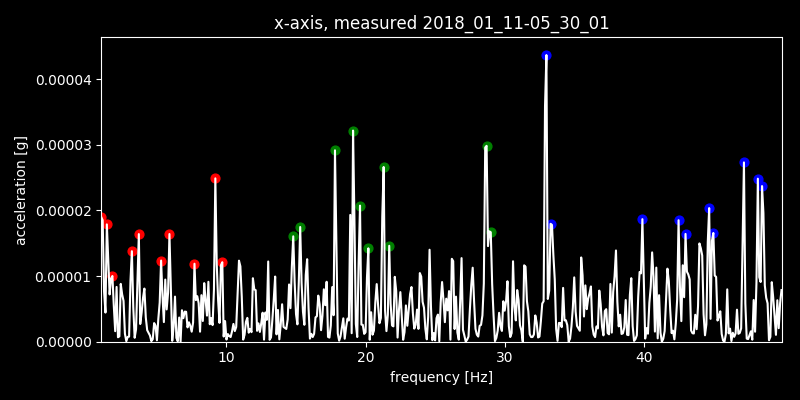 x-axis, measured 2018_01_11-05_30_01
acceleration [g]
0.00004
0.00003
0.00002
0.00001
0.00000
10 20 30 40
frequency [Hz]